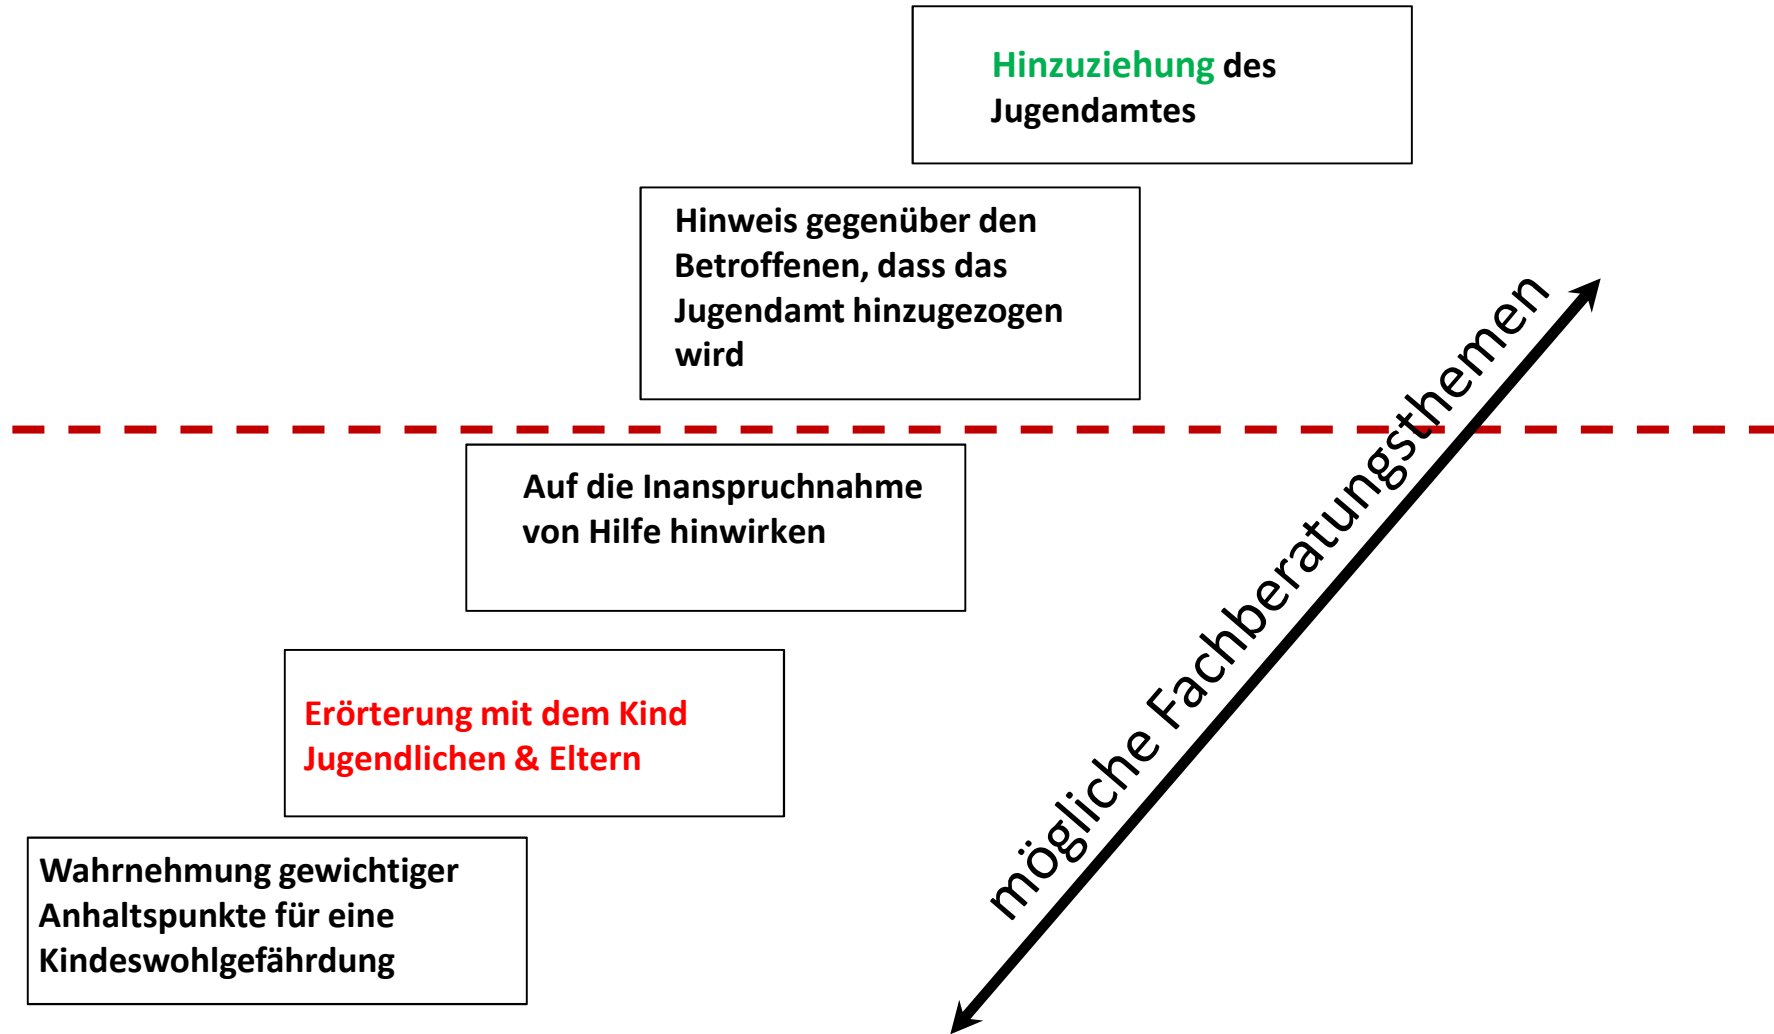 Hinzuziehung des
Jugendamtes
Hinweis gegenüber den
Betroffenen, dass das
Jugendamt hinzugezogen
wird
Auf die Inanspruchnahme
von Hilfe hinwirken
Erörterung mit dem Kind
Jugendlichen & Eltern
Wahrnehmung gewichtiger
Anhaltspunkte für eine
Kindeswohlgefährdung
mögliche Fachberatungsthemen